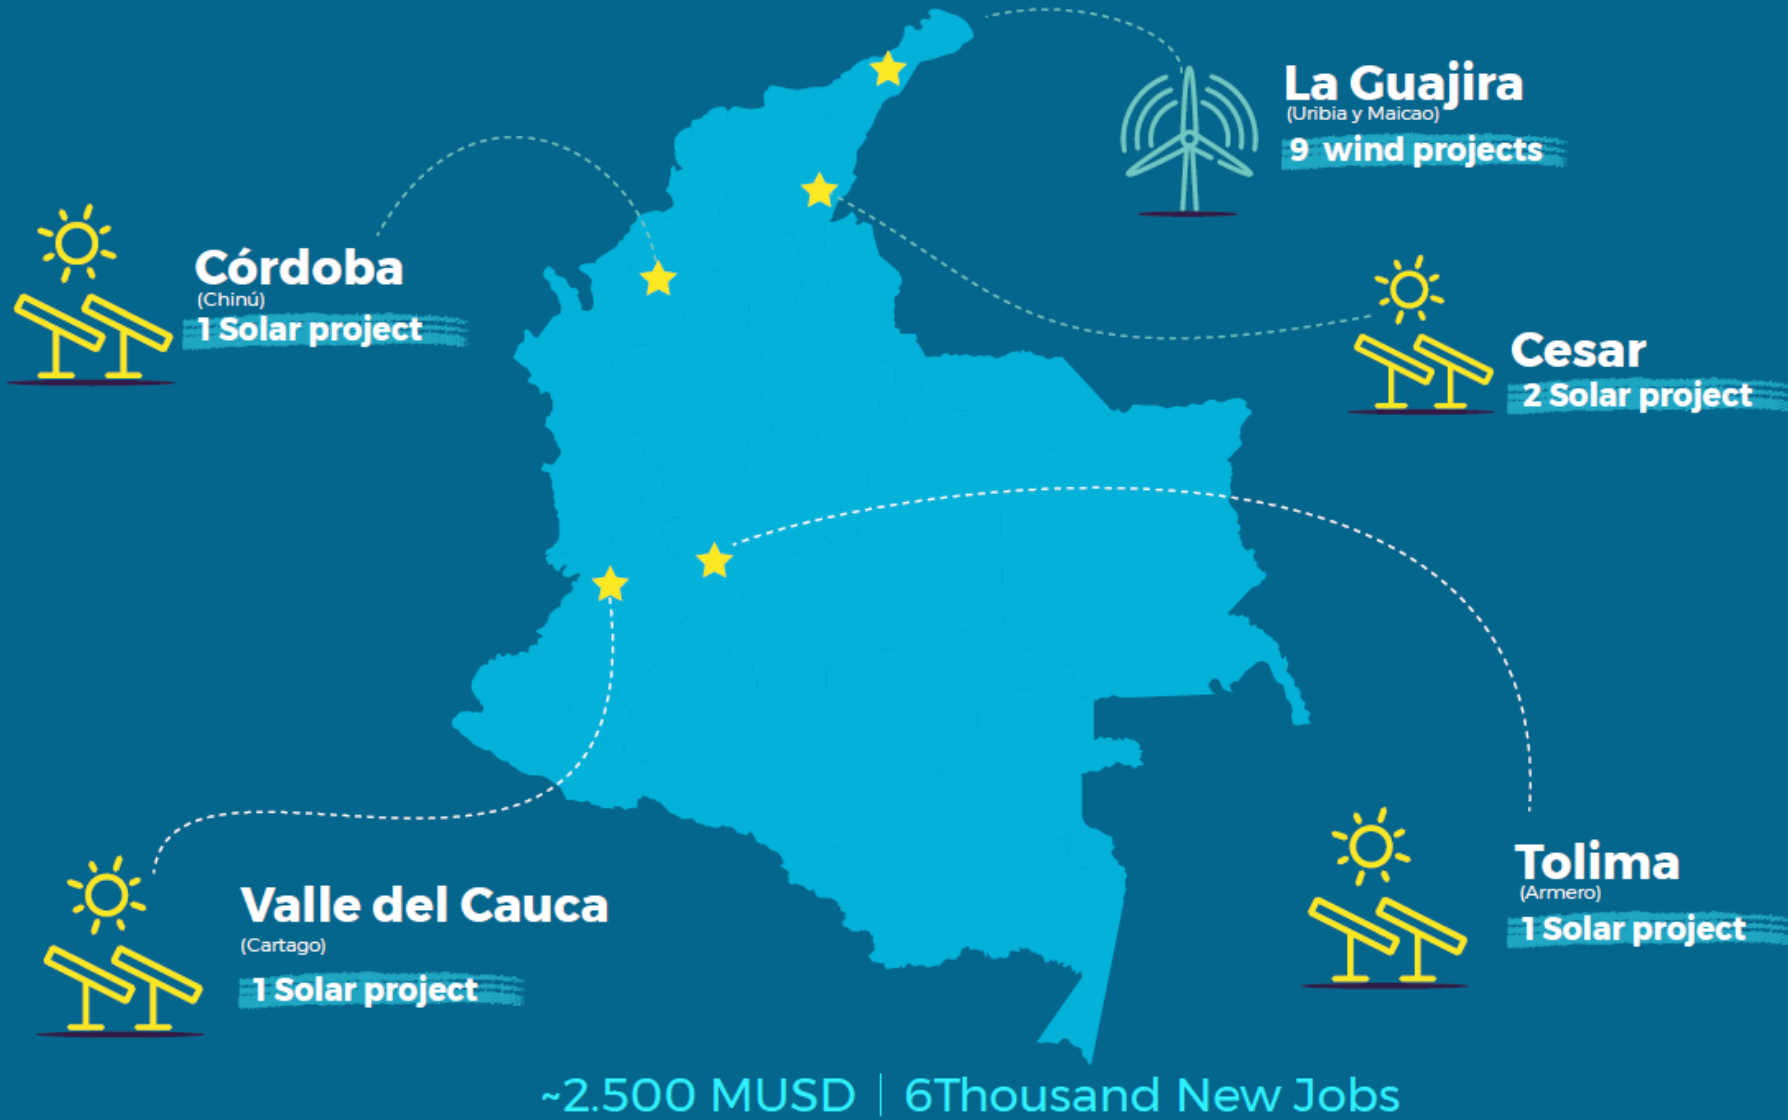 La Guajira
(Uribia y Maicao)
9 wind projects
Córdoba
(Chinú)
1 Solar project
Cesar
2 Solar project
Valle del Cauca
(Cartago)
1 Solar project
Tolima
(Armero)
1 Solar project
~2.500 MUSD | 6Thousand New Jobs